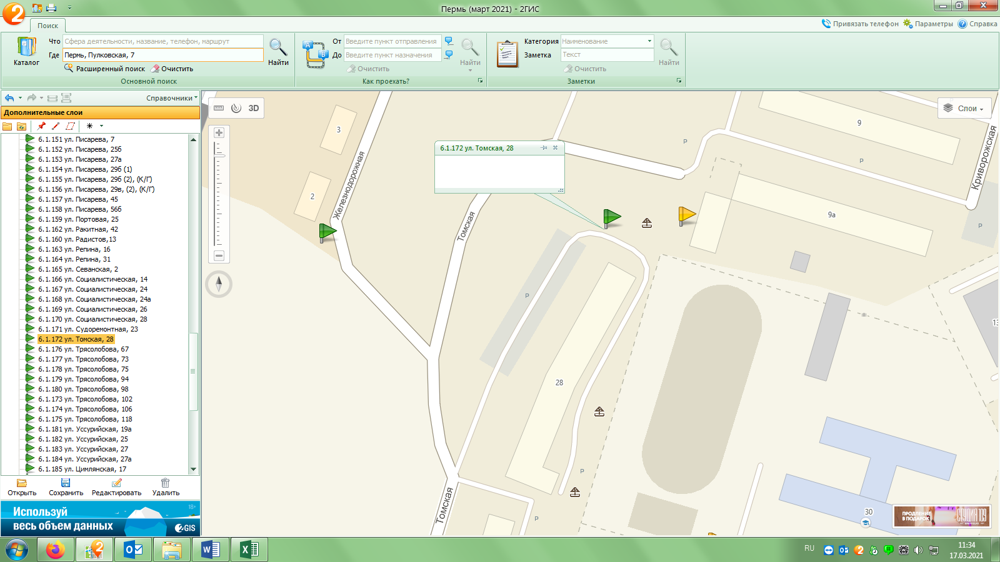 Пермь (март 2021) - 2ГИС
Поиск
Привязать телефон
Параметры
Справка
Каталог
Что
Сфера деятельности, название, телефон, маршрут
Где
Пермь, Пулковская, 7
Расширенный поиск
Очистить
Найти
Основной поиск
A
B
От
Введите пункт отправления
До
Введите пункт назначения
Очистить
Найти
Как проехать?
Категория
Наименование
Заметка
Текст
Очистить
Найти
Заметки
Справочники
Дополнительные слои
6.1.151 ул. Писарева, 7
6.1.152 ул. Писарева, 25б
6.1.153 ул. Писарева, 27а
6.1.154 ул. Писарева, 29б (1)
6.1.155 ул. Писарева, 29б (2), (К/Г)
6.1.156 ул. Писарева, 29в, (2), (К/Г)
6.1.157 ул. Писарева, 45
6.1.158 ул. Писарева, 56б
6.1.159 ул. Портовая, 25
6.1.162 ул. Ракитная, 42
6.1.160 ул. Радистов,13
6.1.163 ул. Репина, 16
6.1.164 ул. Репина, 31
6.1.165 ул. Севанская, 2
6.1.166 ул. Социалистическая, 14
6.1.167 ул. Социалистическая, 24
6.1.168 ул. Социалистическая, 24а
6.1.169 ул. Социалистическая, 26
6.1.170 ул. Социалистическая, 28
6.1.171 ул. Судоремонтная, 23
6.1.172 ул. Томская, 28
6.1.176 ул. Трясолобова, 67
6.1.177 ул. Трясолобова, 73
6.1.178 ул. Трясолобова, 75
6.1.179 ул. Трясолобова, 94
6.1.180 ул. Трясолобова, 98
6.1.173 ул. Трясолобова, 102
6.1.174 ул. Трясолобова, 106
6.1.175 ул. Трясолобова, 118
6.1.181 ул. Уссурийская, 19а
6.1.182 ул. Уссурийская, 25
6.1.183 ул. Уссурийская, 27
6.1.184 ул. Уссурийская, 27а
6.1.185 ул. Цимлянская, 17
Открыть
Сохранить
Редактировать
Удалить
Используй
весь объем данных
18+
2GIS
3D
Слои
6.1.172 ул. Томская, 28
3
2
Железнодорожная
Томская
Томская
28
9
9а
Криворожская
P
P
P
P
P
P
13
30
ПРОДЛЕНИЕ
В ПОДАРОК
СТУДИЯ 109
RU
11:34
17.03.2021